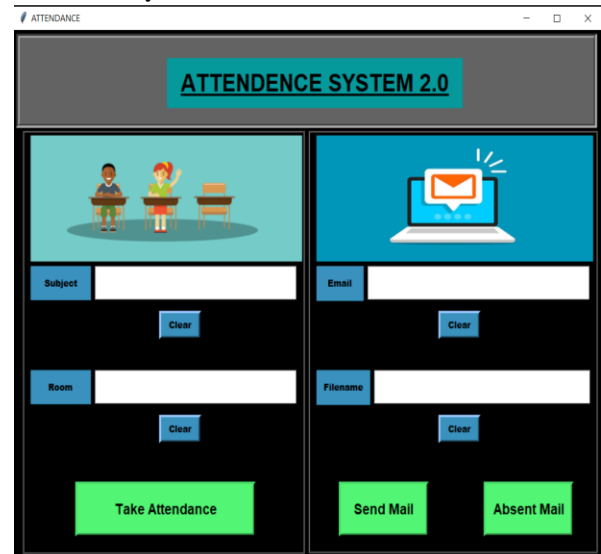 ATTENDANCE
ATTENDENCE SYSTEM 2.0
Subject
Clear
Room
Clear
Take Attendance
Email
Clear
Filename
Clear
Send Mail
Absent Mail